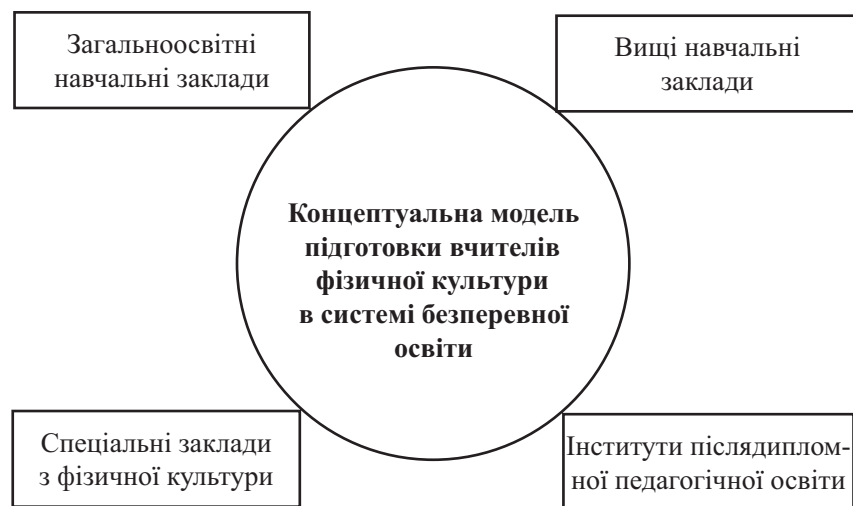 Загальноосвітні
навчальні заклади
Вищі навчальні
заклади
Концептуальна модель
підготовки вчителів
фізичної культури
в системі безперевної
освіти
Спеціальні заклади
з фізичної культури
Інститути післядиплом-
ної педагогічної освіти